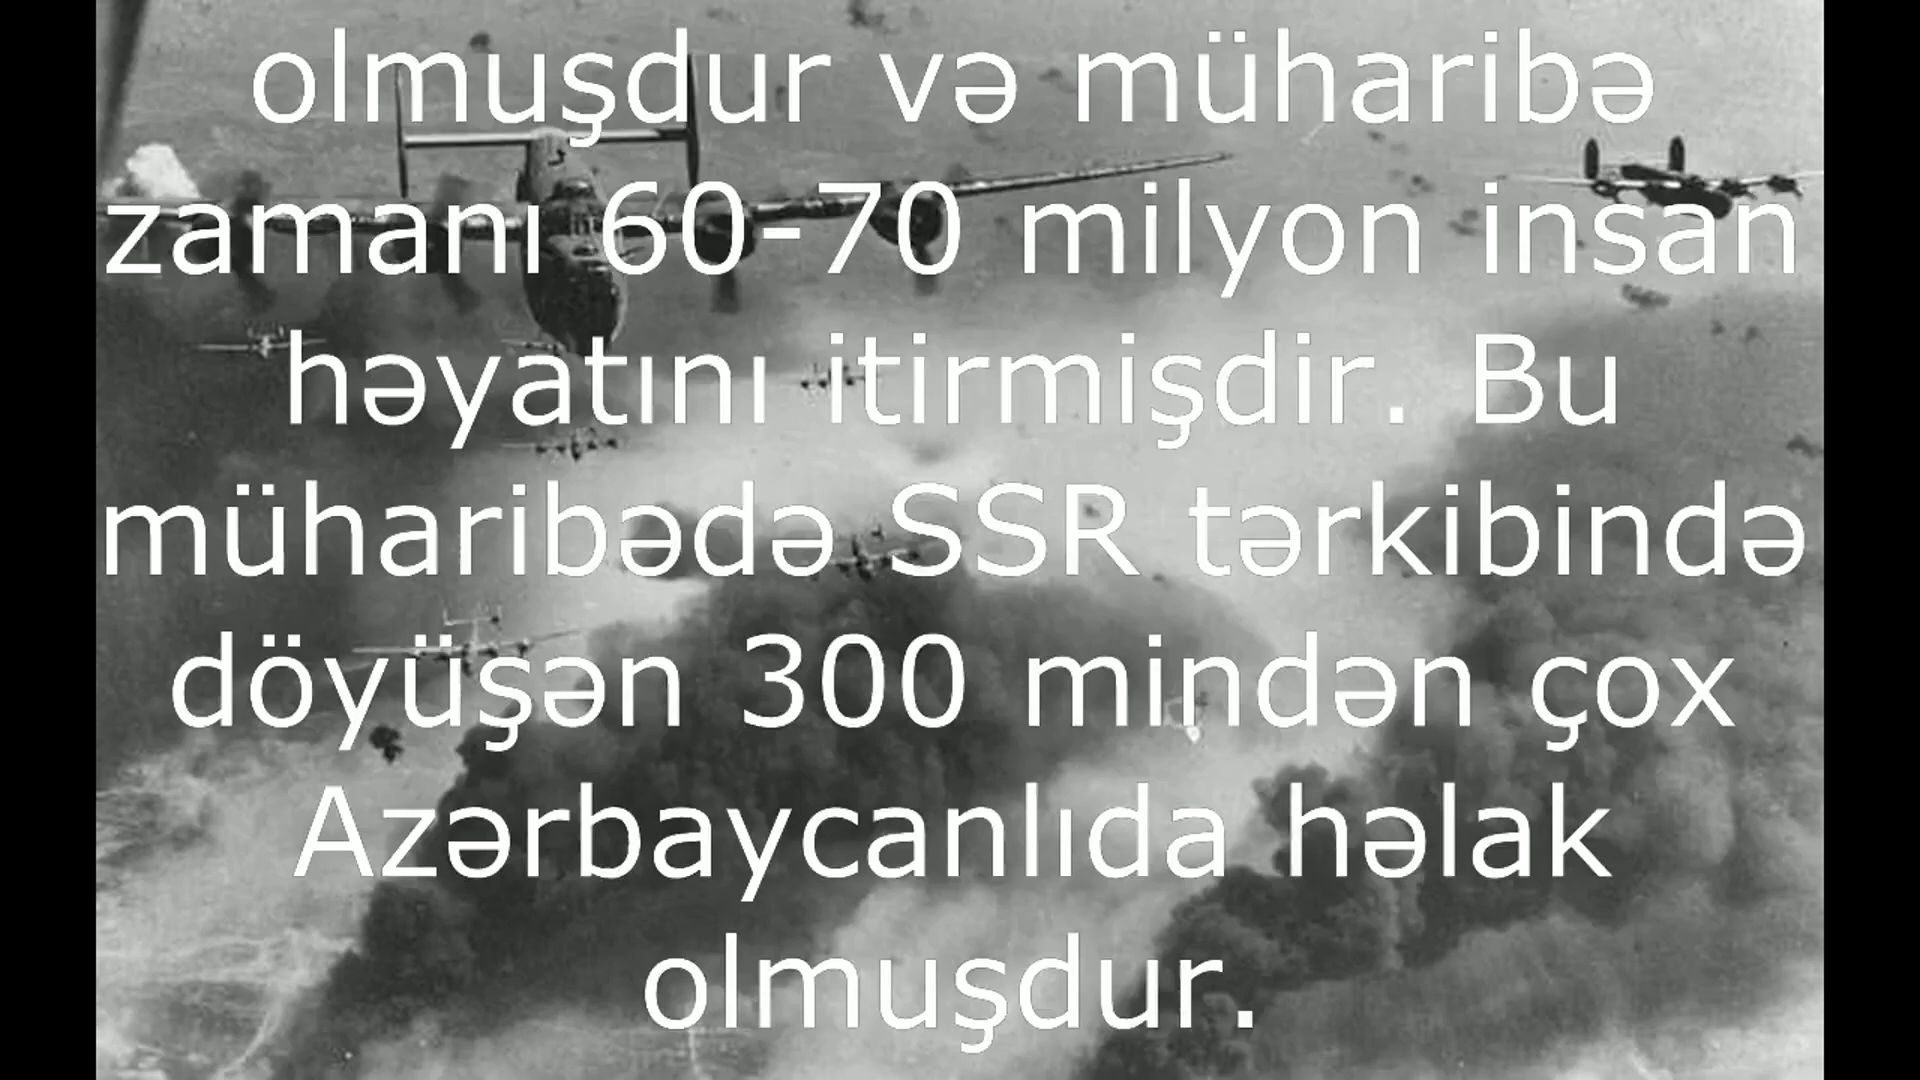 olmuşdur və müharibə
zamanı 60-70 milyon insan
həyatını itirmişdir. Bu
müharibədə SSR tərkibində
döyüşən 300 mindən çox
Azərbaycanlıda həlak
olmuşdur.